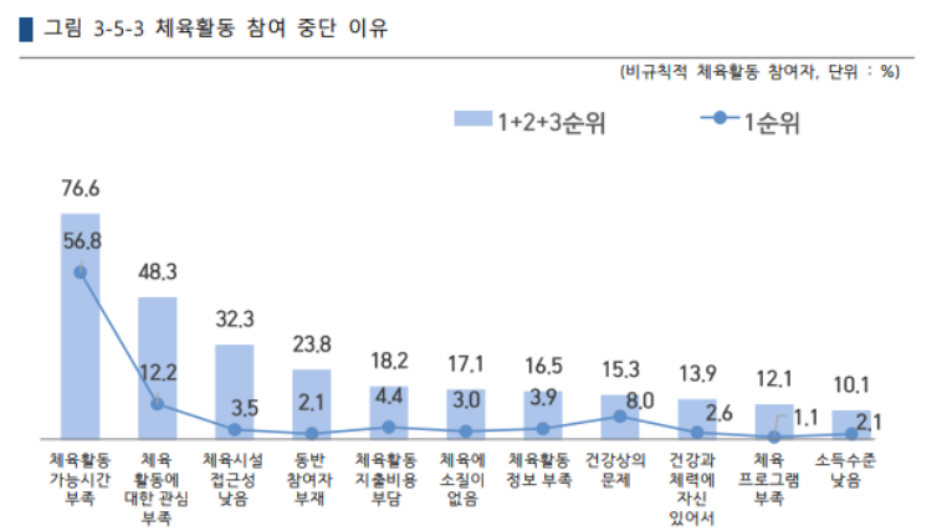 그림 3-5-3 체육활동 참여 중단 이유
(비규칙적 체육활동 참여자, 단위 : %)
1+2+3순위
1순위
76.6
56.8
48.3
12.2
32.3
3.5
23.8
2.1
18.2
4.4
17.1
3.0
16.5
3.9
15.3
8.0
13.9
2.6
12.1
1.1
10.1
2.1
체육활동
가능시간
부족
체육
활동에
대한 관심
부족
체육시설
접근성
낮음
동반
참여자
부재
체육활동
지출비용
부담
체육에
소질이
없음
체육활동
정보 부족
건강상의
문제
건강과
체력에
자신
있어서
체육
프로그램
부족
소득수준
낮음